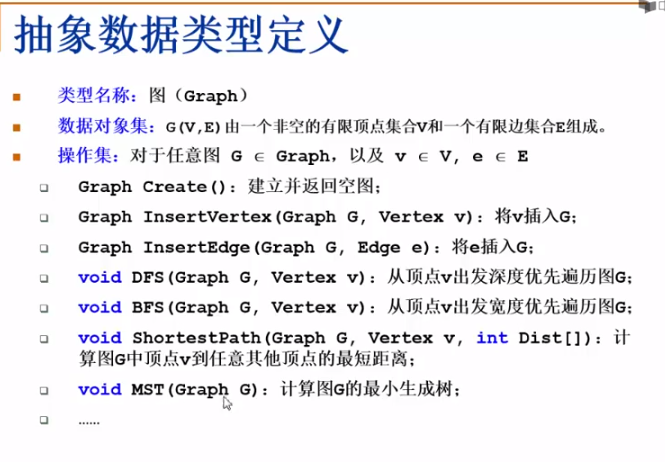 抽象数据类型定义
类型名称：图（Graph）
数据对象集：G(V,E)由一个非空的有限顶点集合V和一个有限边集合E组成。
操作集：对于任意图 G ∈ Graph，以及 v ∈ V, e ∈ E
Graph Create()：建立并返回空图；
Graph InsertVertex(Graph G, Vertex v)：将v插入G；
Graph InsertEdge(Graph G, Edge e)：将e插入G；
void DFS(Graph G, Vertex v)：从顶点v出发深度优先遍历图G；
void BFS(Graph G, Vertex v)：从顶点v出发宽度优先遍历图G；
void ShortestPath(Graph G, Vertex v, int Dist[])：计
算图G中顶点v到任意其他顶点的最短距离；
void MST(Graph G)：计算图G的最小生成树；
……